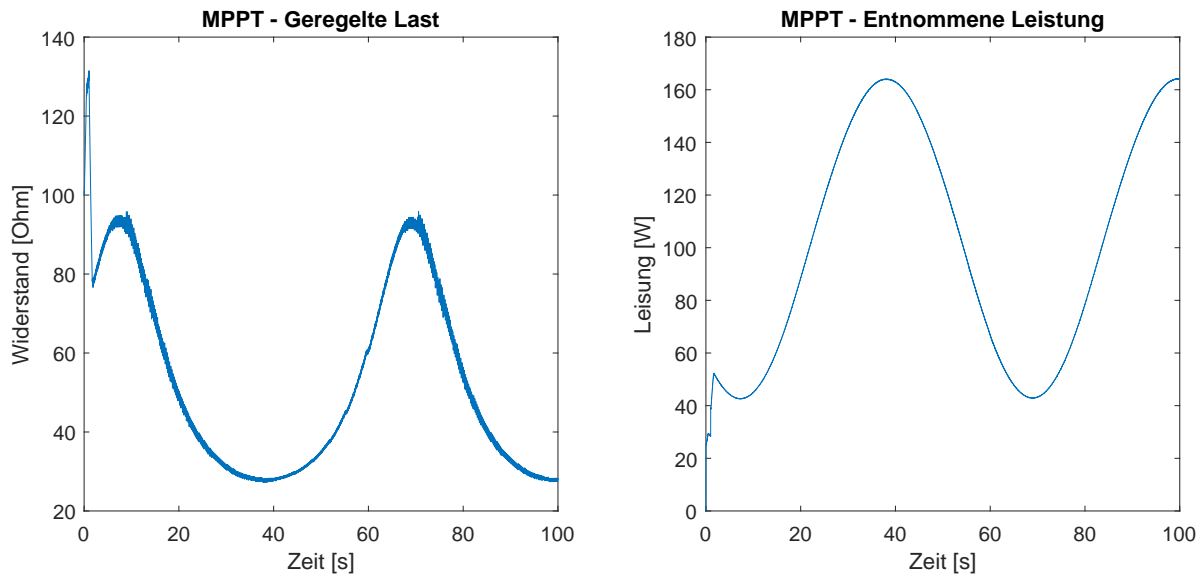 MPPT - Geregelte Last
140
120
100
80
60
40
20
Widerstand [Ohm]
0 20 40 60 80 100
Zeit [s]
MPPT - Entnommene Leistung
180
160
140
120
100
80
60
40
20
0
Leisung [W]
0 20 40 60 80 100
Zeit [s]